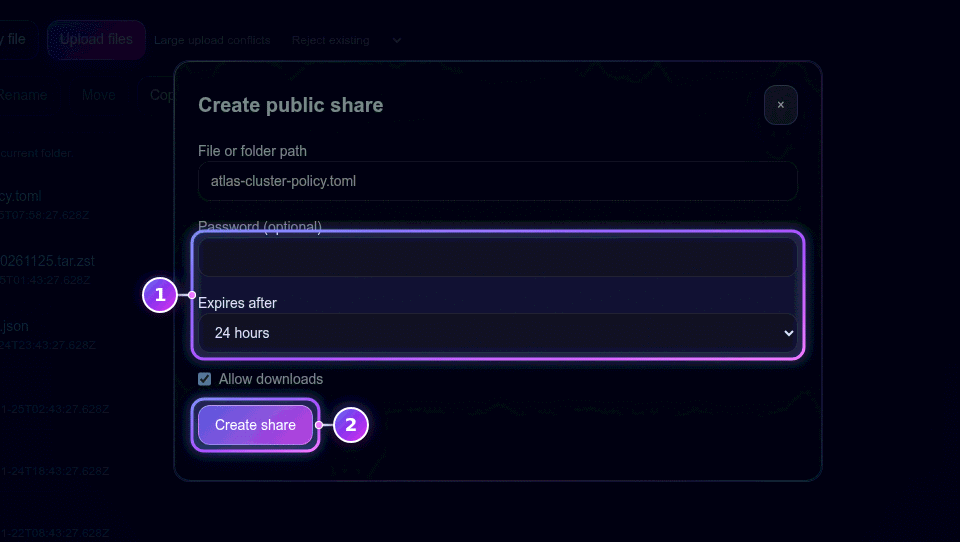 y file Upload files Large upload conflicts Reject existing
Rename Move Cop
Create public share ×
current folder
File or folder path
atlas-cluster-policy.toml
cy.toml
5T07:58:27.628Z
Password (optional)
0261125.tar.zst
5T01:43:27.628Z
1
Expires after
24 hours
.json
24T23:43:27.628Z
Allow downloads
1-25T02:43:27.628Z
Create share 2
1-24T18:43:27.628Z
1-22T08:43:27.628Z